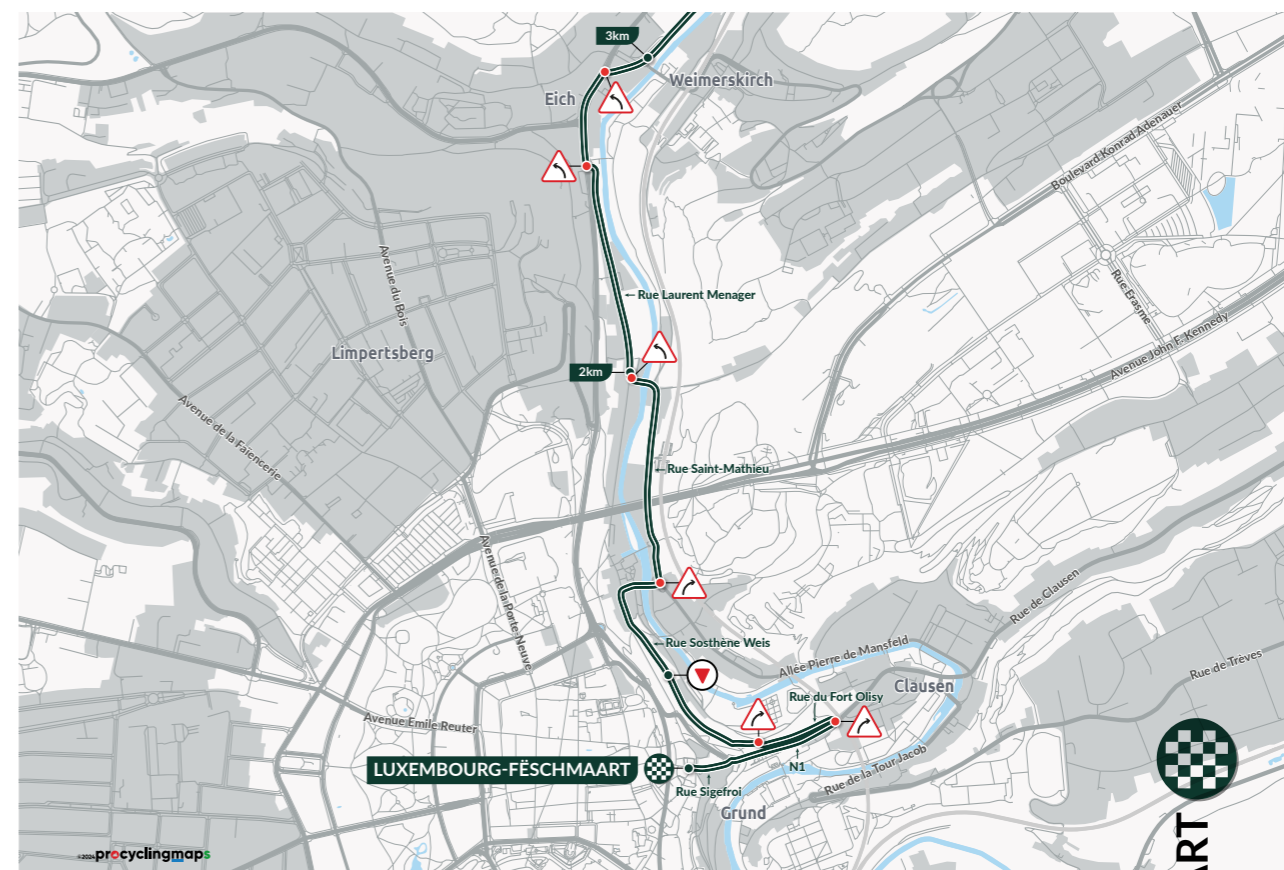 3km
Weimerskirch
Eich
Boulevard Konrad Adenauer
Avenue du Bois
Rue Erasme
Rue Laurent Menager
Avenue John F. Kennedy
Limpertsberg
2km
Avenue de la Faiencerie
Rue Saint-Mathieu
Avenue de la Porte-Neuve
Rue de Clausen
Rue Sosthène Weis
Allée Pierre de Mansfeld
Rue de Trèves
Clausen
Rue du Fort Olisy
Avenue Emile Reuter
LUXEMBOURG-FËSCHMAART
N1
Rue de la Tour Jacob
Rue Sigefroi
Grund
ART
©2024 procyclingmaps